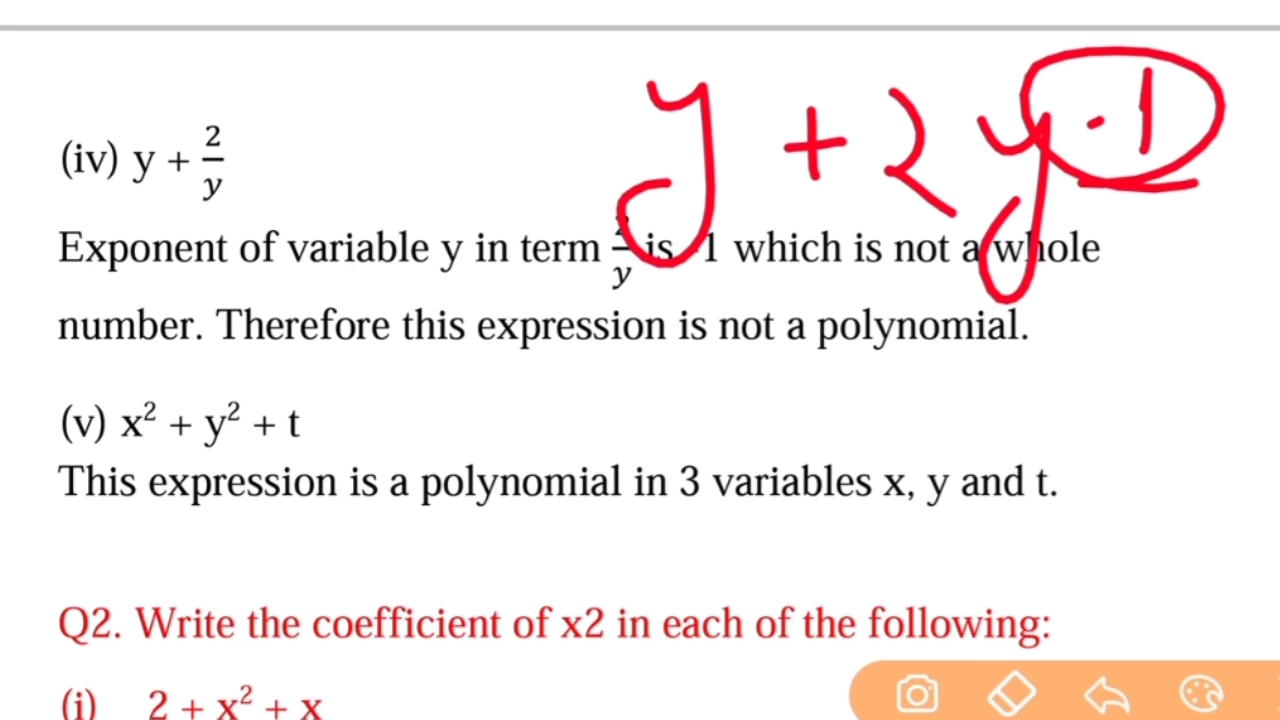 y + 2y-1
(iv) y + 2/y
Exponent of variable y in term 2/y is -1 which is not a whole
number. Therefore this expression is not a polynomial.
(v) x² + y² + t
This expression is a polynomial in 3 variables x, y and t.
Q2. Write the coefficient of x2 in each of the following:
(i) 2 + x² + x